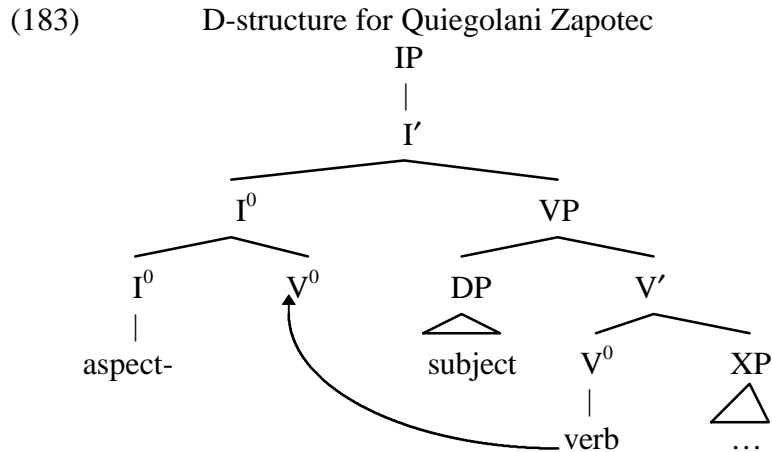 (183) D-structure for Quiegolani Zapotec
IP
I′
I⁰ VP
I⁰ V⁰ DP V′
aspect- subject V⁰ XP
verb …